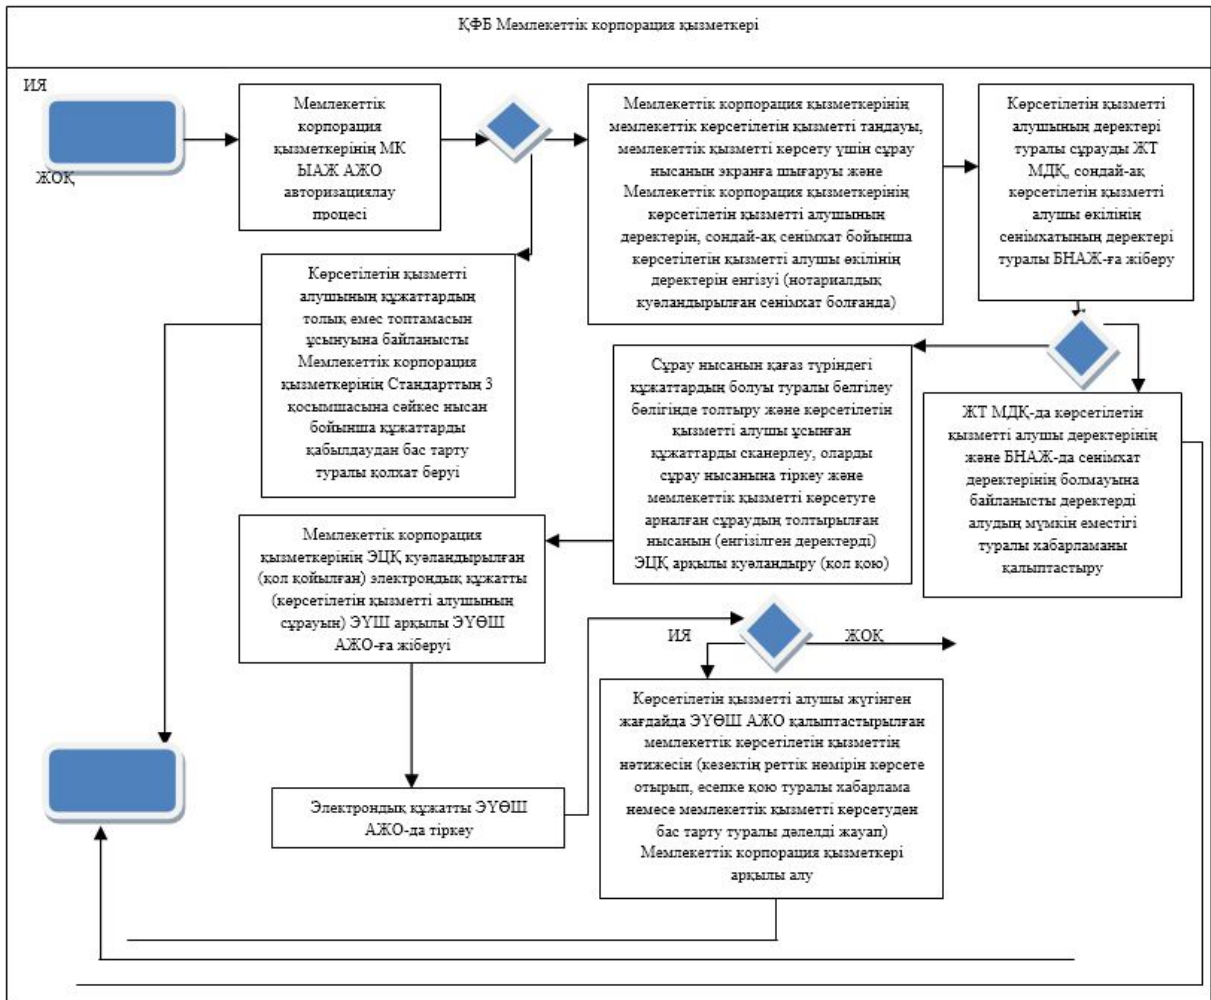 ҚФБ Мемлекеттік корпорация қызметкері
ИЯ
ЖОҚ
Мемлекеттік
корпорация
қызметкерінің МК
ЫАЖ АЖО
авторизациялау
процесі
Мемлекеттік корпорация қызметкерінің
мемлекеттік көрсетілетін қызметті тандауы,
мемлекеттік қызметті көрсету үшін сұрау
нысанын экранға шығаруы және
Мемлекеттік корпорация қызметкерінің
көрсетілетін қызметті алушының
деректерін, сондай-ақ сенімхат бойынша
көрсетілетін қызметті алушы өкілінің
деректерін енгізуі (нотариалдық
куәландырылған сенімхат болғанда)
Көрсетілетін қызметті
алушының деректері
туралы сұрауды ЖТ
МДҚ, сондай-ақ
көрсетілетін қызметті
алушы өкілінің
сенімхатының деректері
туралы БНАЖ-ға жіберу
Көрсетілетін қызметті
алушының құжаттардың
толық емес топтамасын
ұсынуына байланысты
Мемлекеттік корпорация
қызметкерінің Стандарттың 3
қосымшасына сәйкес нысан
бойынша құжаттарды
қабылдаудан бас тарту
туралы қолхат беруі
Сұрау нысанын қағаз түріндегі
құжаттардың болуы туралы белгілеу
бөлігінде толтыру және көрсетілетін
қызметті алушы ұсынған
құжаттарды сканерлеу, оларды
сұрау нысанына тіркеу және
мемлекеттік қызметті көрсетуге
арналған сұраудың толтырылған
нысанын (енгізілген деректерді)
ЭЦҚ арқылы куәландыру (қол қою)
ЖТ МДҚ-да көрсетілетін
қызметті алушы деректерінің
және БНАЖ-да сенімхат
деректерінің болмауына
байланысты деректерді
алудың мүмкін еместігі
туралы хабарламаны
қалыптастыру
Мемлекеттік корпорация
қызметкерінің ЭЦҚ куәландырылған
(қол қойылған) электрондық құжатты
(көрсетілетін қызметті алушының
сұрауын) ЭҮШ арқылы ЭҮӨШ
АЖО-ға жіберуі
ИЯ
ЖОҚ
Көрсетілетін қызметті алушы жүгінген
жағдайда ЭҮӨШ АЖО қалыптастырылған
мемлекеттік көрсетілетін қызметтің
нәтижесін (кезектің реттік нөмірін көрсете
отырып, есепке қою туралы хабарлама
немесе мемлекеттік қызметті көрсетуден
бас тарту туралы дәлелді жауап)
Мемлекеттік корпорация қызметкері
арқылы алу
Электрондық құжатты ЭҮӨШ
АЖО-да тіркеу